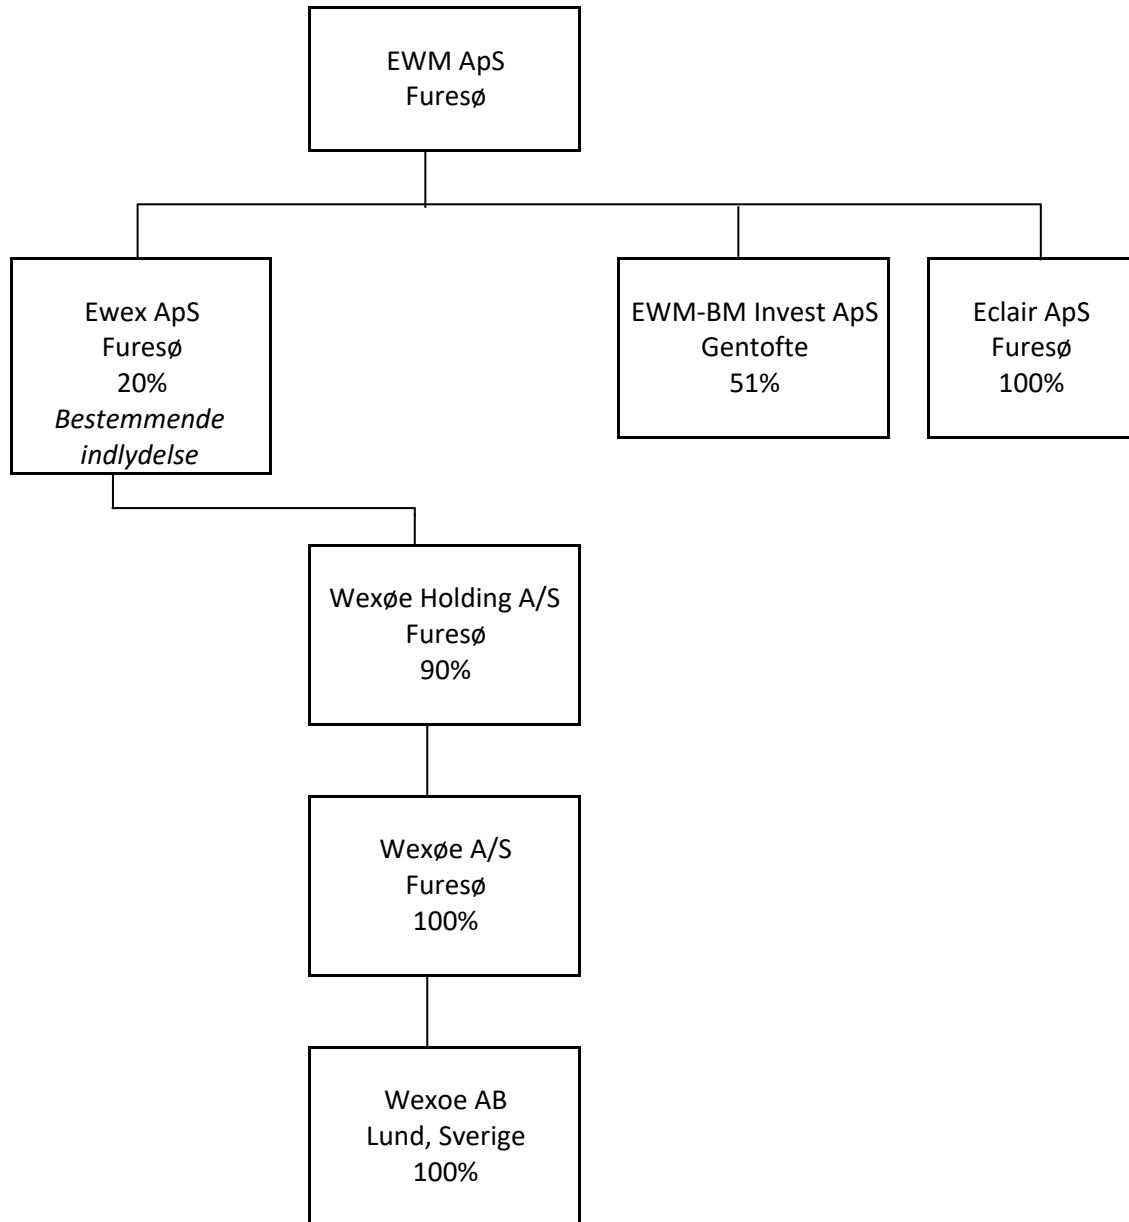 EWM ApS
Furesø
Ewex ApS
Furesø
20%
Bestemmende
indlydelse
EWM-BM Invest ApS
Gentofte
51%
Eclair ApS
Furesø
100%
Wexøe Holding A/S
Furesø
90%
Wexøe A/S
Furesø
100%
Wexoe AB
Lund, Sverige
100%